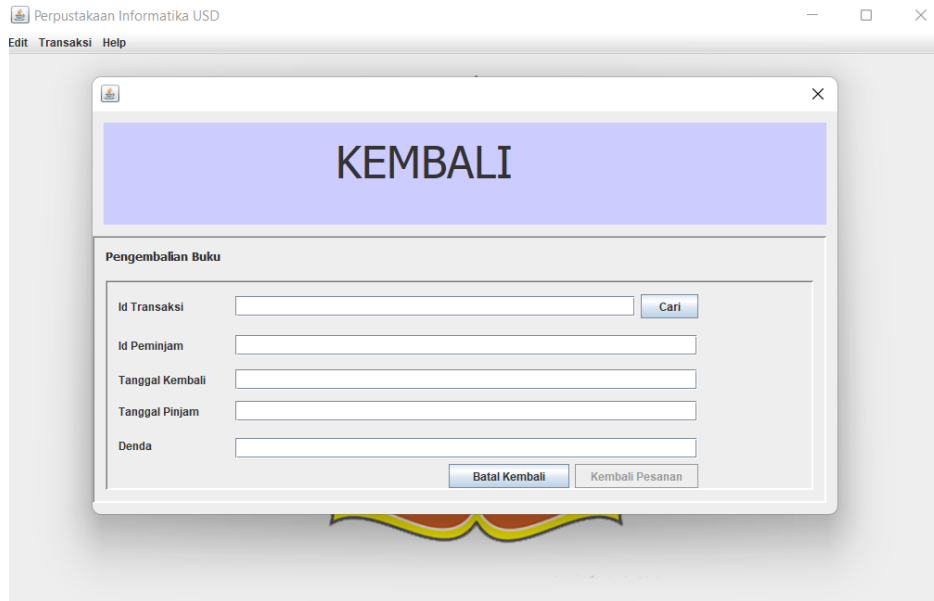 Perpustakaan Informatika USD
Edit Transaksi Help
KEMBALI
Pengembalian Buku
Id Transaksi Cari
Id Peminjam
Tanggal Kembali
Tanggal Pinjam
Denda
Batal Kembali Kembali Pesanan